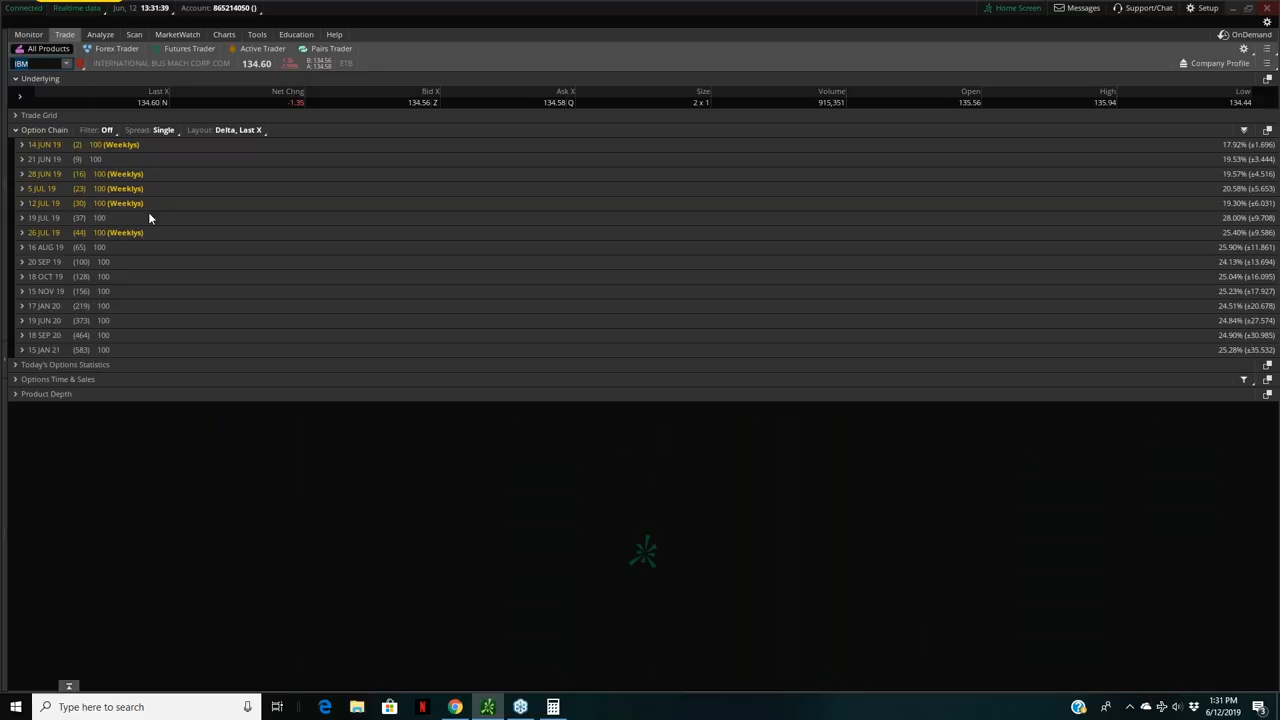 Connected Realtime data Jun, 12 13:31:39 Account: 865214050 () Home Screen Messages Support/Chat Setup
Monitor Trade Analyze Scan MarketWatch Charts Tools Education Help OnDemand
All Products Forex Trader Futures Trader Active Trader Pairs Trader
IBM INTERNATIONAL BUS MACH CORP COM 134.60 -1.35 B: 134.56 ETB Company Profile
A: 134.58
Underlying
Last X Net Chng Bid X Ask X Size Volume Open High Low
134.60 N -1.35 134.56 Z 134.58 Q 2 x 1 915,351 135.56 135.94 134.44
Trade Grid
Option Chain Filter: Off Spread: Single Layout: Delta, Last X
14 JUN 19 (2) 100 (Weeklys) 17.92% (±1.696)
21 JUN 19 (9) 100 19.53% (±3.444)
28 JUN 19 (16) 100 (Weeklys) 19.57% (±4.516)
5 JUL 19 (23) 100 (Weeklys) 20.58% (±5.653)
12 JUL 19 (30) 100 (Weeklys) 19.30% (±6.031)
19 JUL 19 (37) 100 28.00% (±9.708)
26 JUL 19 (44) 100 (Weeklys) 25.40% (±9.586)
16 AUG 19 (65) 100 25.90% (±11.861)
20 SEP 19 (100) 100 24.13% (±13.694)
18 OCT 19 (128) 100 25.04% (±16.095)
15 NOV 19 (156) 100 25.23% (±17.927)
17 JAN 20 (219) 100 24.51% (±20.678)
19 JUN 20 (373) 100 24.84% (±27.574)
18 SEP 20 (464) 100 24.90% (±30.985)
15 JAN 21 (583) 100 25.28% (±35.532)
Today's Options Statistics
Options Time & Sales
Product Depth
Type here to search
1:31 PM
6/12/2019